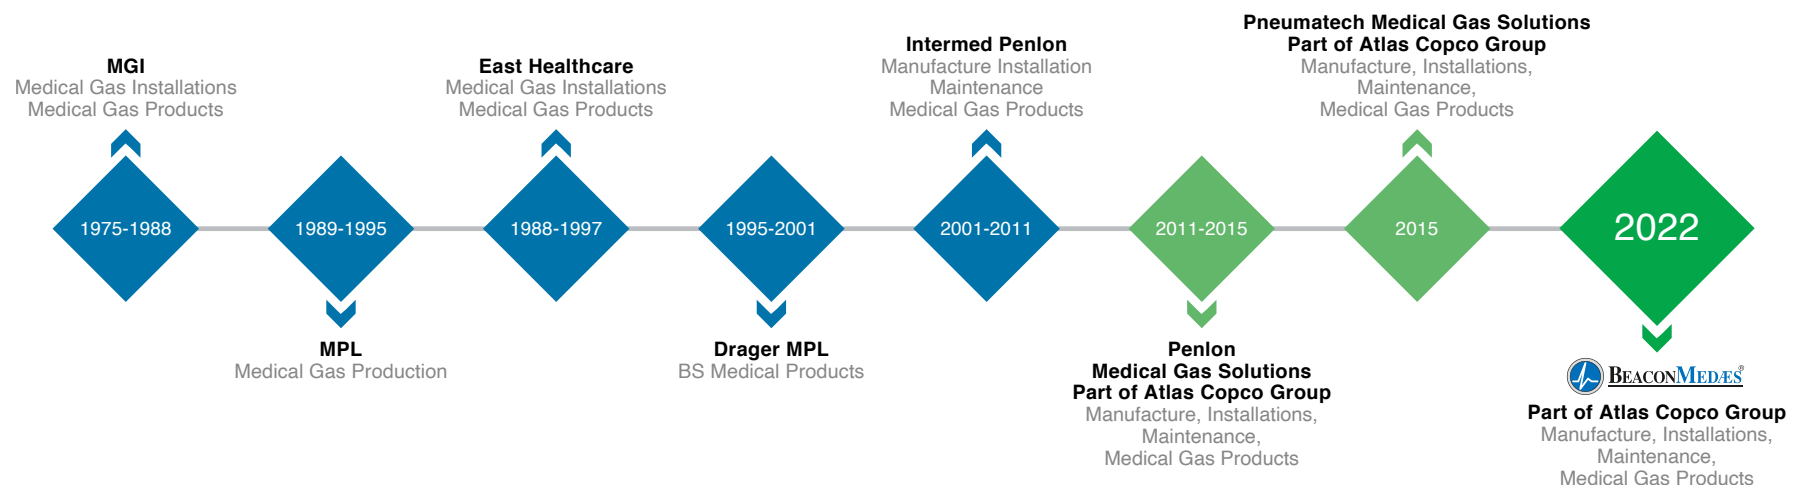 MGI
Medical Gas Installations
Medical Gas Products
1975-1988
1989-1995
MPL
Medical Gas Production
East Healthcare
Medical Gas Installations
Medical Gas Products
1988-1997
1995-2001
Drager MPL
BS Medical Products
Intermed Penlon
Manufacture Installation
Maintenance
Medical Gas Products
2001-2011
2011-2015
Penlon
Medical Gas Solutions
Part of Atlas Copco Group
Manufacture, Installations,
Maintenance,
Medical Gas Products
Pneumatech Medical Gas Solutions
Part of Atlas Copco Group
Manufacture, Installations,
Maintenance,
Medical Gas Products
2015
2022
BEACONMEDÆS®
Part of Atlas Copco Group
Manufacture, Installations,
Maintenance,
Medical Gas Products